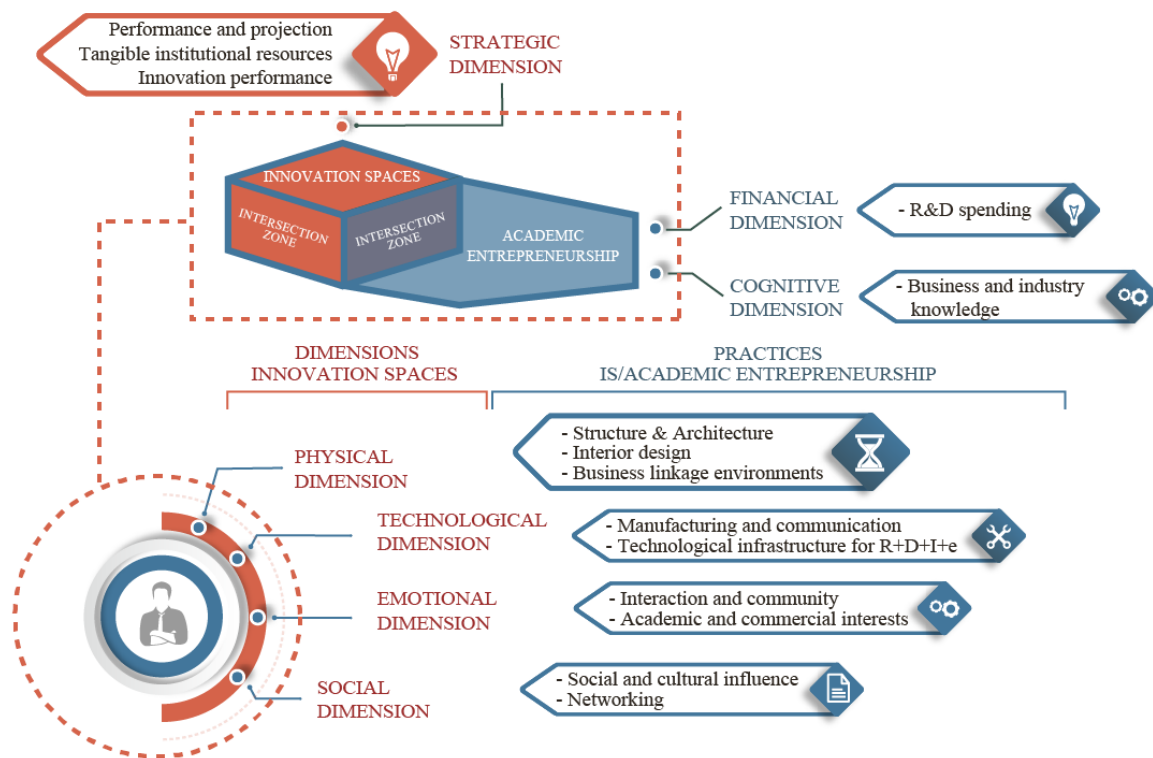 Performance and projection
Tangible institutional resources
Innovation performance
STRATEGIC
DIMENSION
INNOVATION SPACES
INTERSECTION
ZONE
INTERSECTION
ZONE
ACADEMIC
ENTREPRENEURSHIP
FINANCIAL
DIMENSION
- R&D spending
COGNITIVE
DIMENSION
- Business and industry
knowledge
DIMENSIONS
INNOVATION SPACES
PRACTICES
IS/ACADEMIC ENTREPRENEURSHIP
PHYSICAL
DIMENSION
- Structure & Architecture
- Interior design
- Business linkage environments
TECHNOLOGICAL
DIMENSION
- Manufacturing and communication
- Technological infrastructure for R+D+I+e
EMOTIONAL
DIMENSION
- Interaction and community
- Academic and commercial interests
SOCIAL
DIMENSION
- Social and cultural influence
- Networking